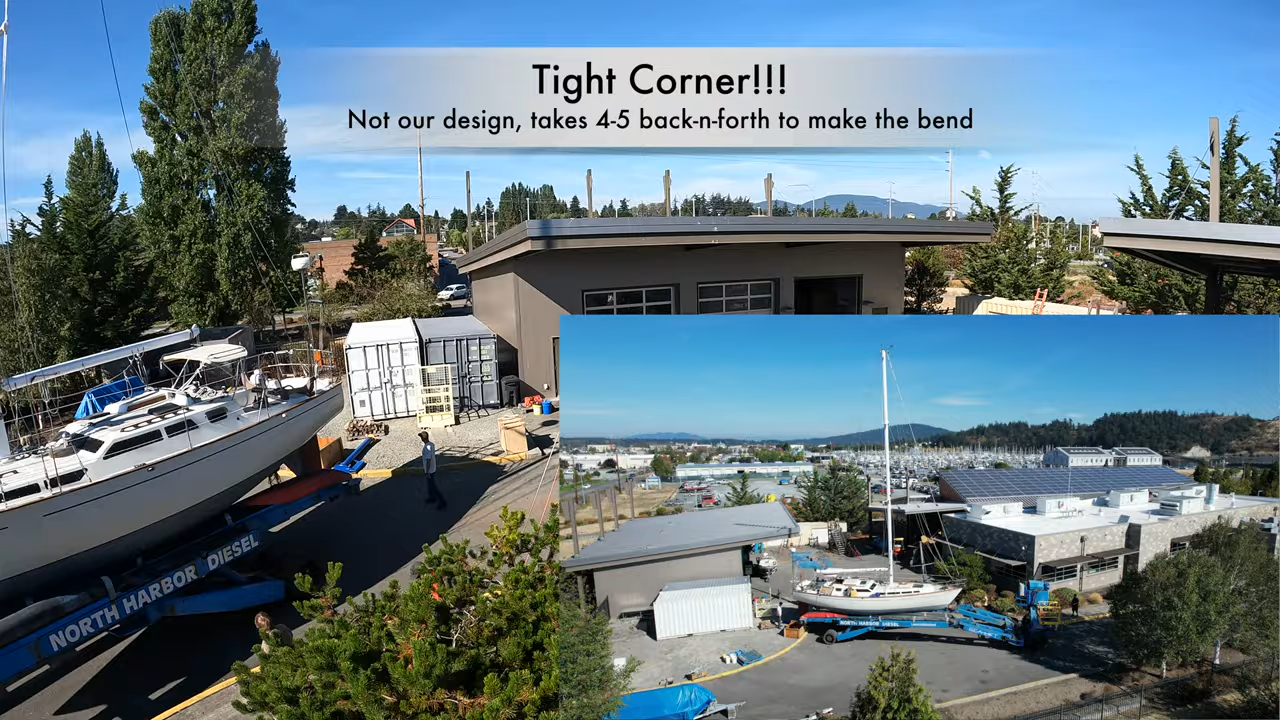 Tight Corner!!!
Not our design, takes 4-5 back-n-forth to make the bend
NORTH HARBOR DIESEL
NORTH HARBOR DIESEL